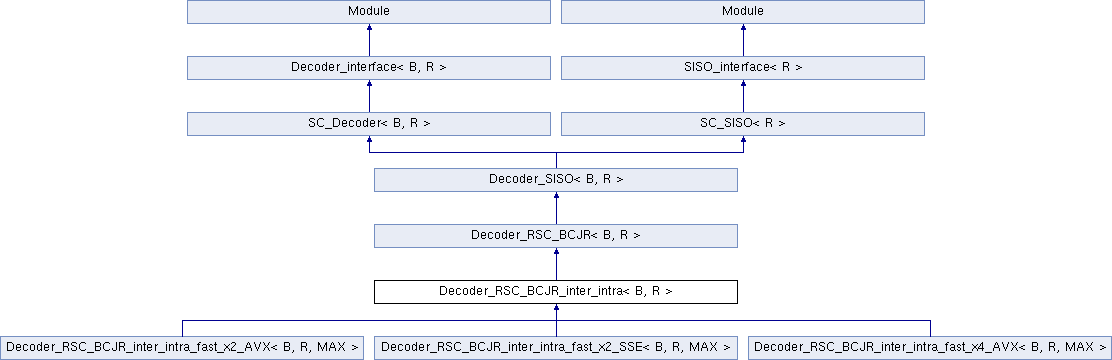 Module Module
Decoder_interface< B, R > SISO_interface< R >
SC_Decoder< B, R > SC_SISO< R >
Decoder_SISO< B, R >
Decoder_RSC_BCJR< B, R >
Decoder_RSC_BCJR_inter_intra< B, R >
Decoder_RSC_BCJR_inter_intra_fast_x2_AVX< B, R, MAX > Decoder_RSC_BCJR_inter_intra_fast_x2_SSE< B, R, MAX > Decoder_RSC_BCJR_inter_intra_fast_x4_AVX< B, R, MAX >